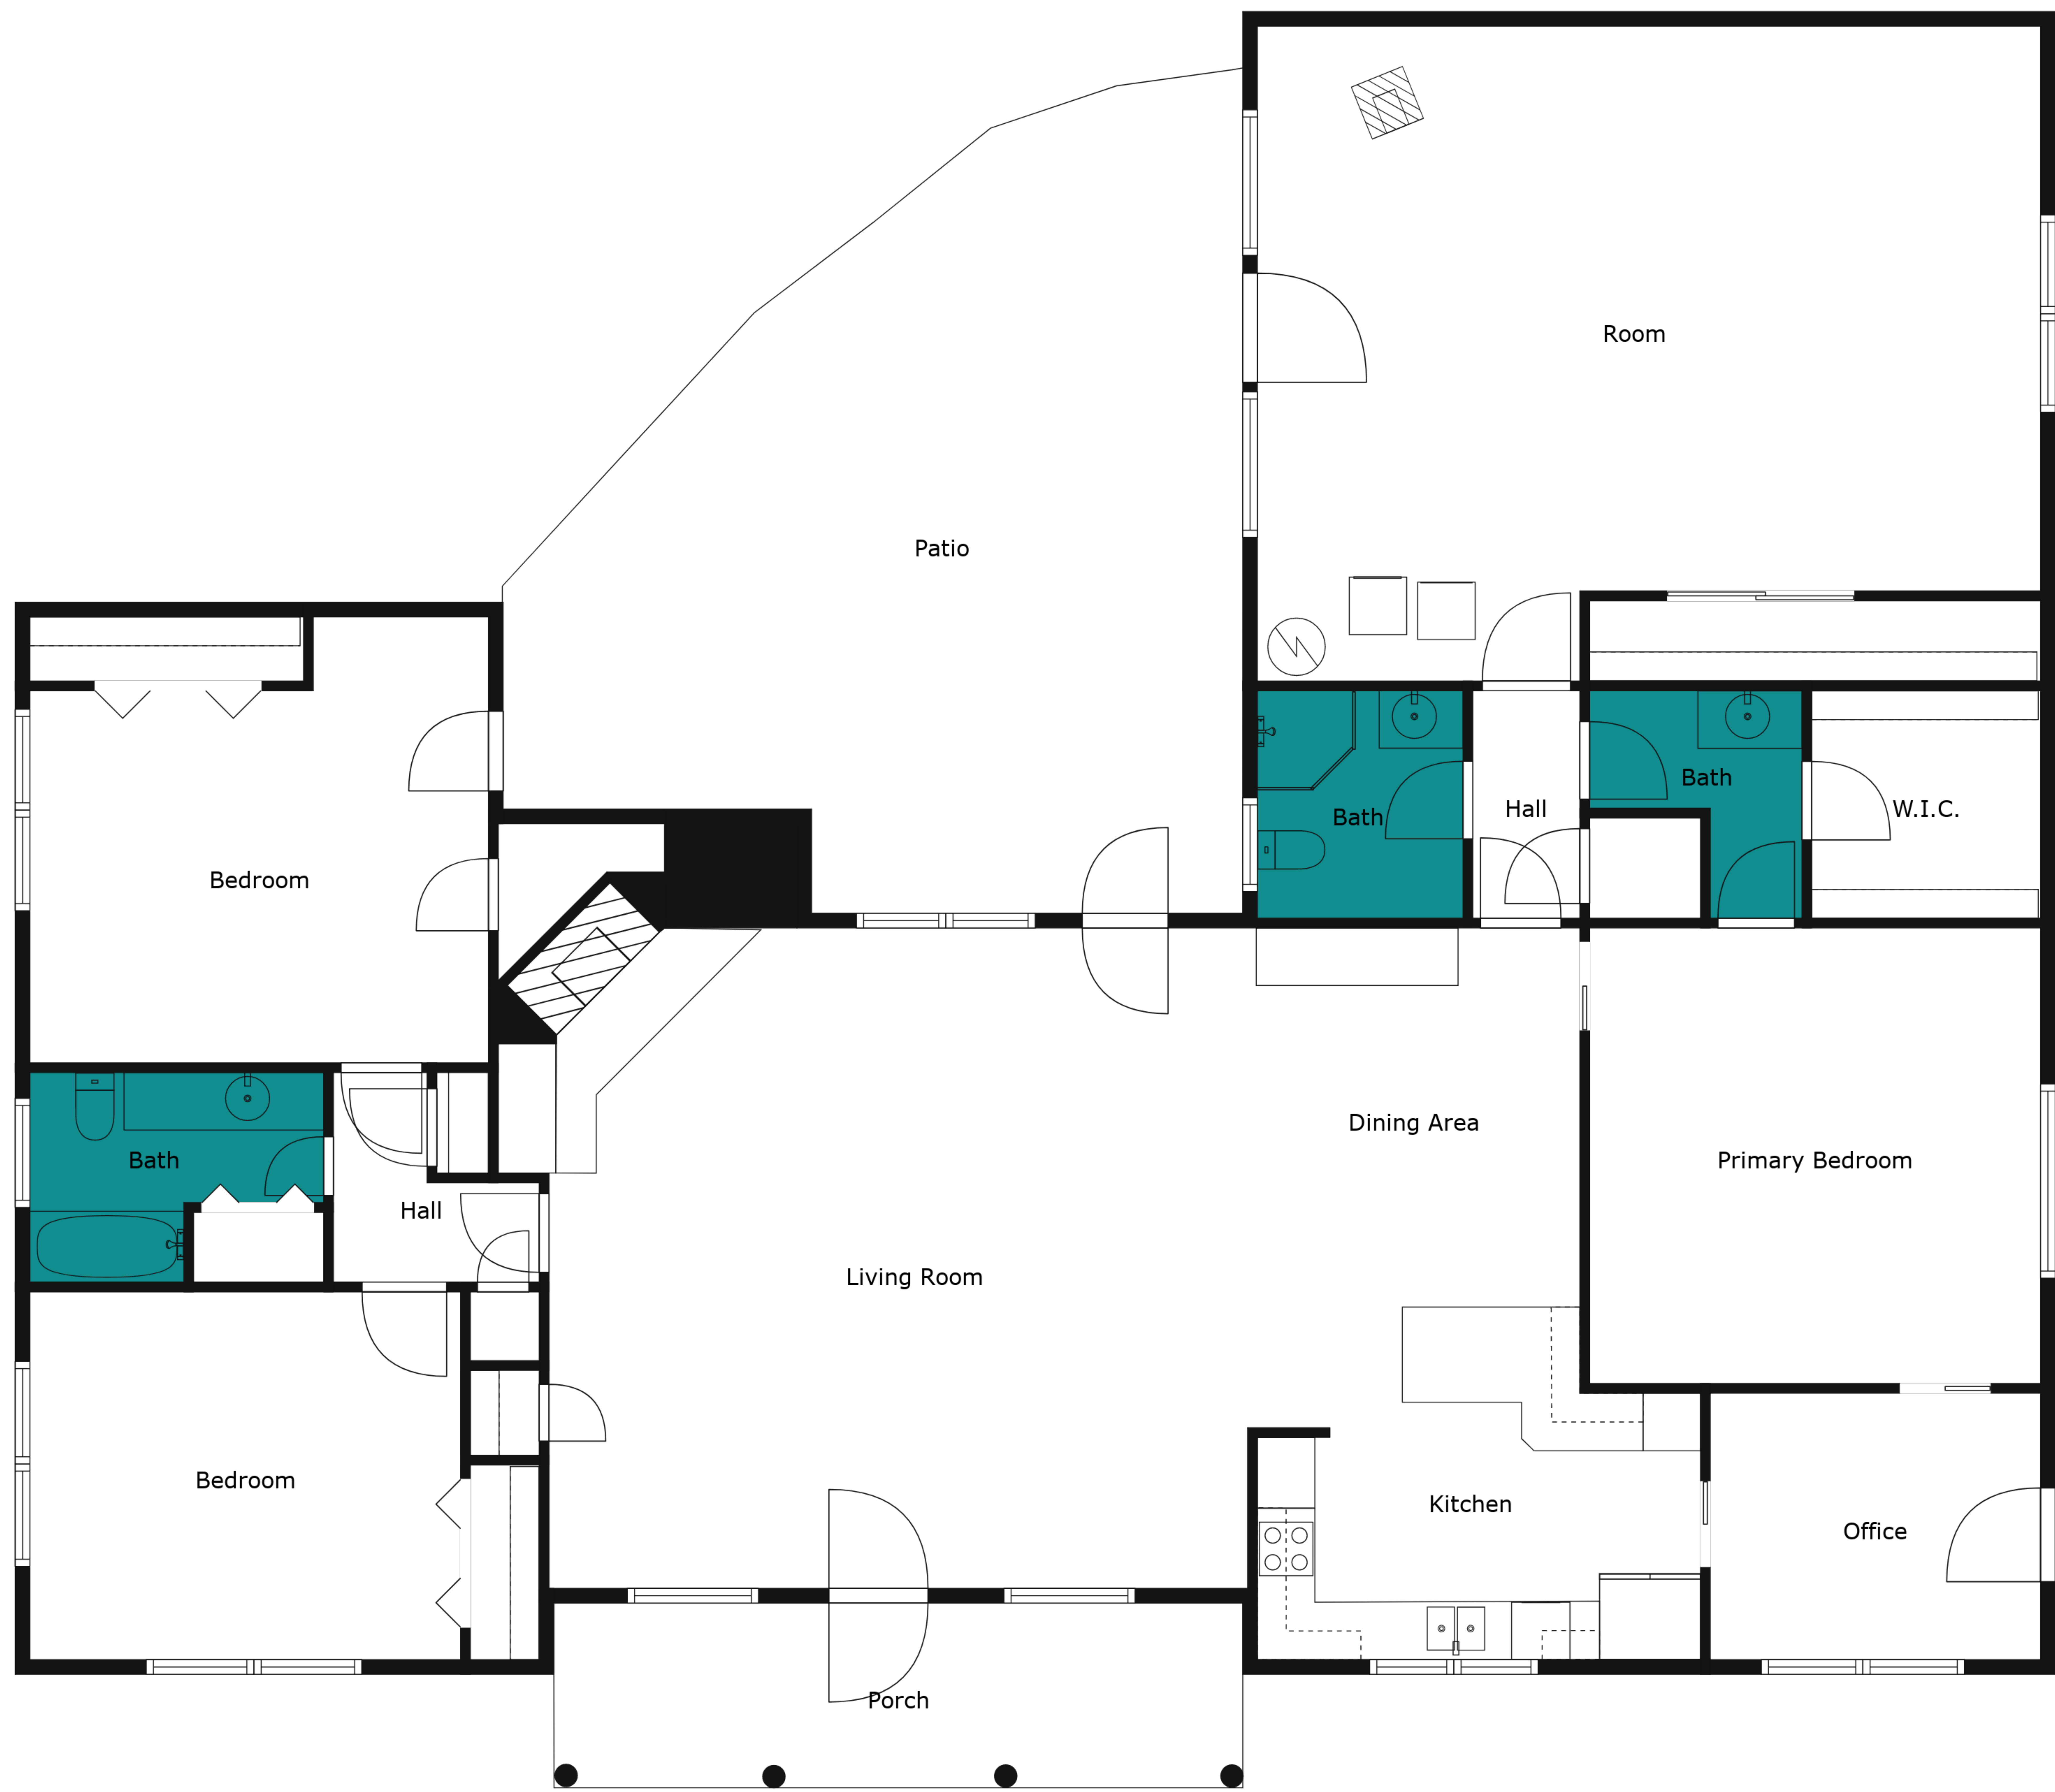 Room
Patio
Bath
Hall
Bath
W.I.C.
Bedroom
Dining Area
Primary Bedroom
Bath
Hall
Living Room
Bedroom
Kitchen
Office
Porch